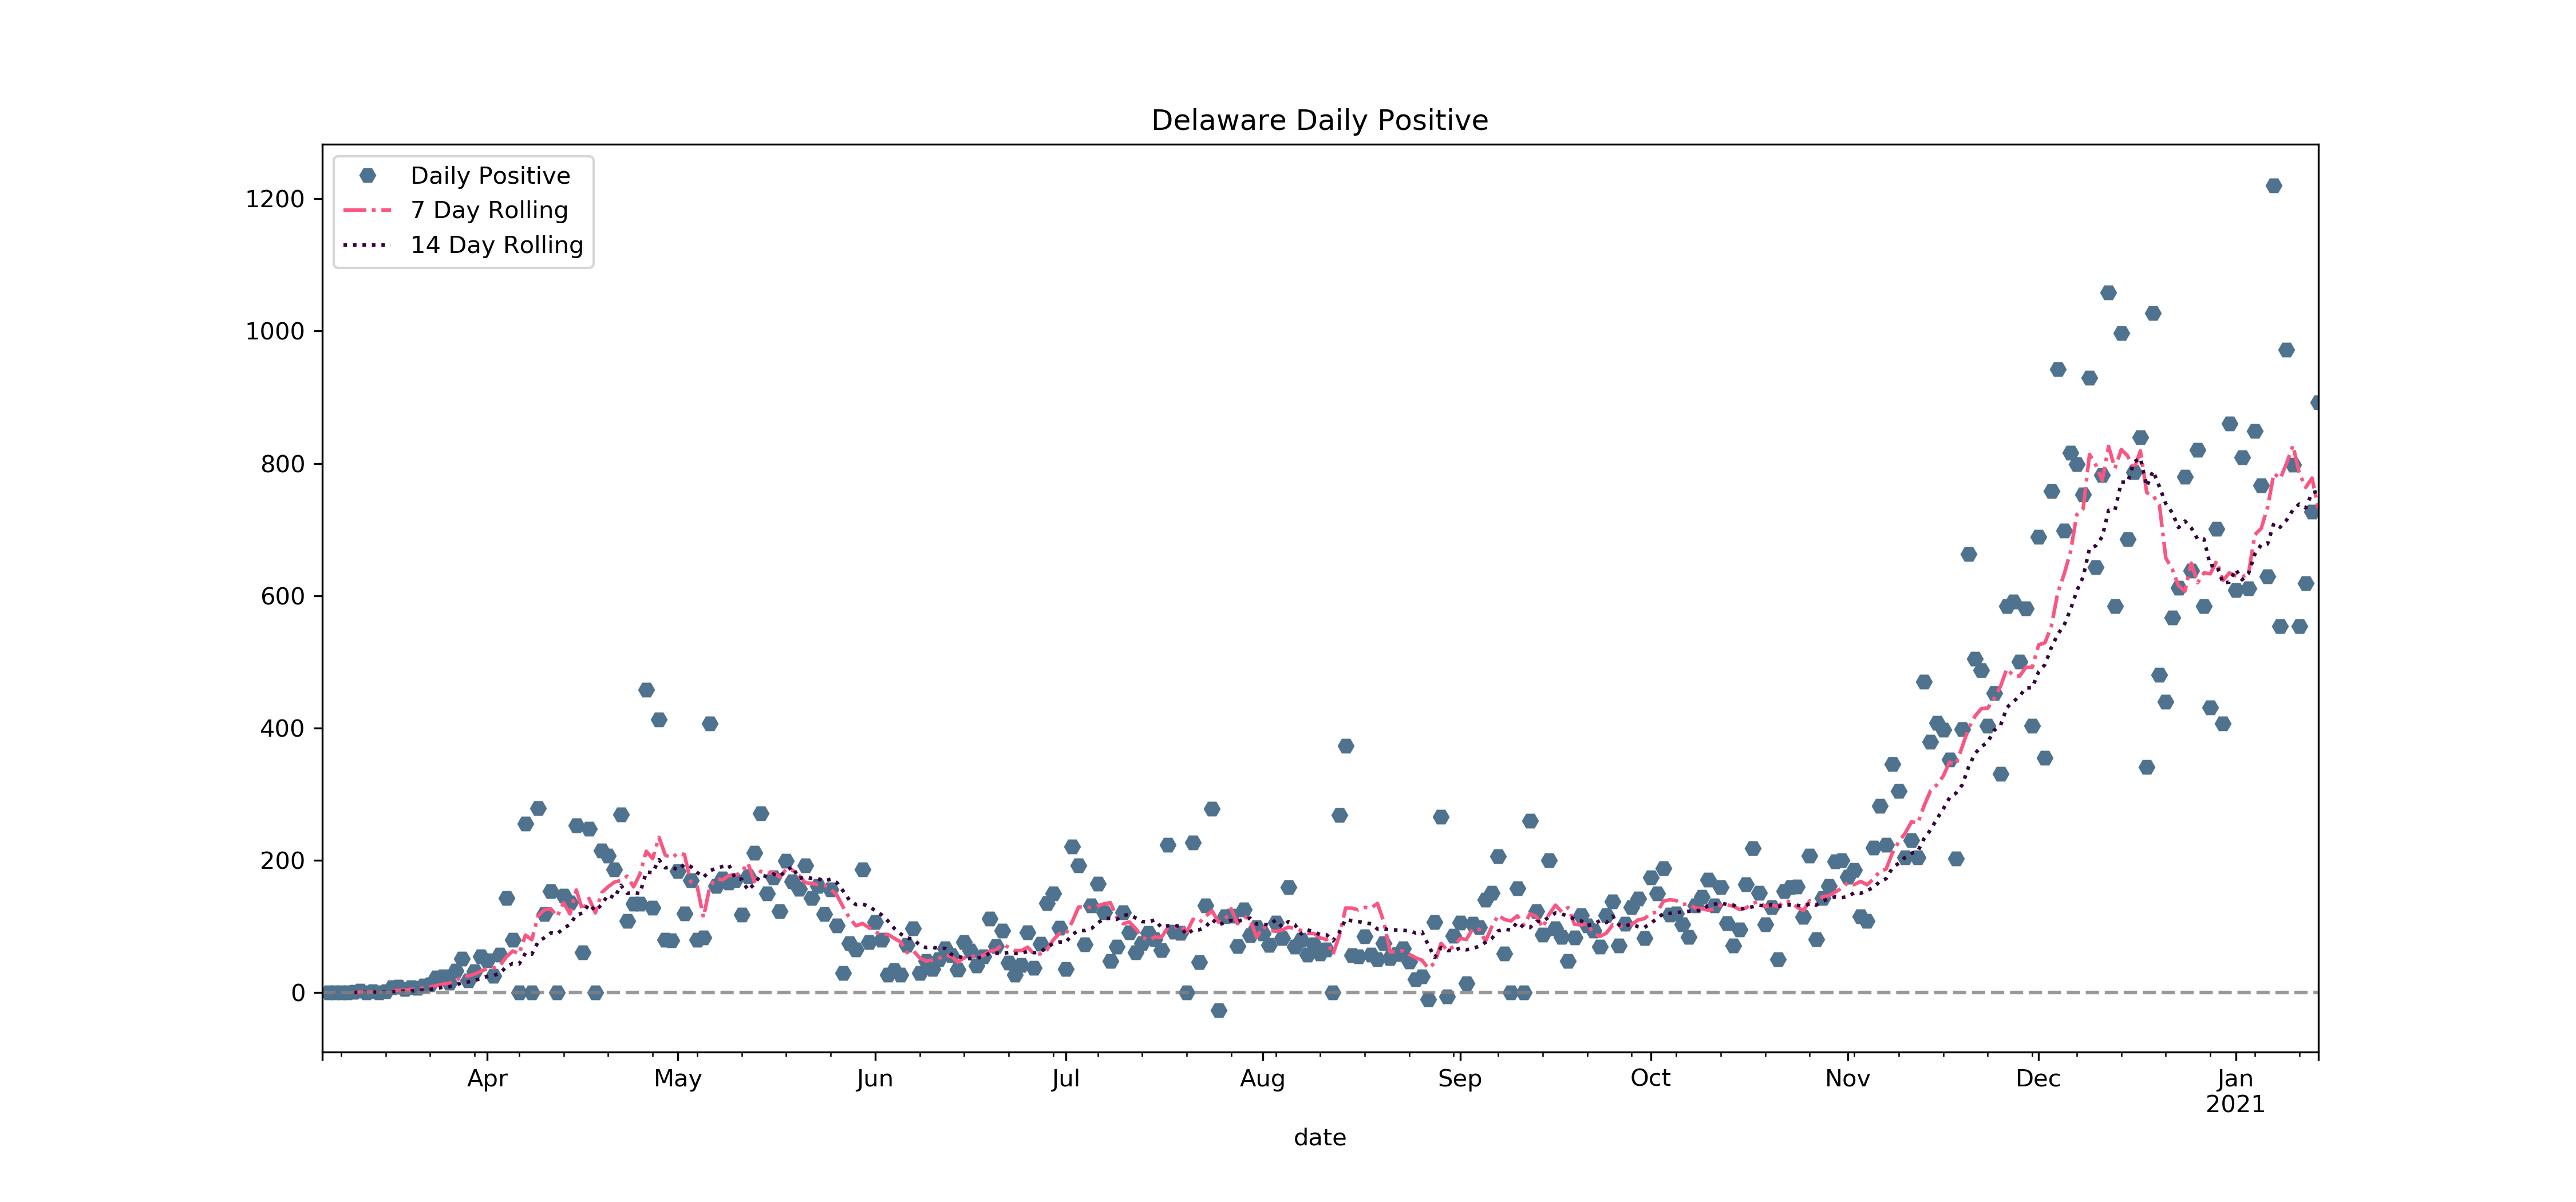 Delaware Daily Positive
Daily Positive
7 Day Rolling
14 Day Rolling
1200
1000
800
600
400
200
0
Apr May Jun Jul Aug Sep Oct Nov Dec Jan
2021
date